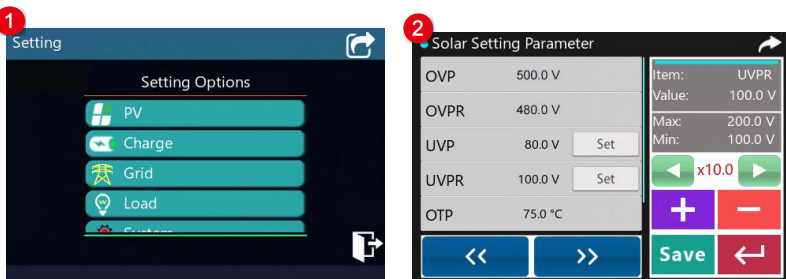 1
Setting
Setting Options
PV
Charge
Grid
Load
System
2
Solar Setting Parameter
OVP 500.0 V
OVPR 480.0 V
UVP 80.0 V Set
UVPR 100.0 V Set
OTP 75.0 °C
<< >>
Item: UVPR
Value: 100.0 V
Max: 200.0 V
Min: 100.0 V
x10.0
+ −
Save